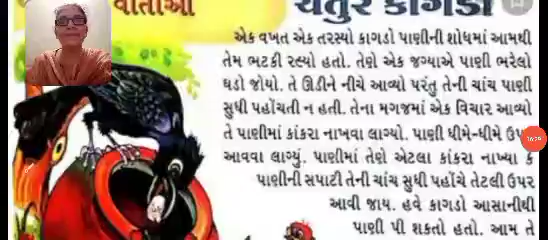 વાર્તાઓ
ચતુર કાગડો
એક વખત એક તરસ્યો કાગડો પાણીની શોધમાં આમથી
તેમ ભટકી રહ્યો હતો. તેણે એક જગ્યાએ પાણી ભરેલો
ઘડો જોયો. તે ઊડીને નીચે આવ્યો પરંતુ તેની ચાંચ પાણી
સુધી પહોંચતી ન હતી. તેના મગજમાં એક વિચાર આવ્યો
તે પાણીમાં કાંકરા નાખવા લાગ્યો. પાણી ધીમે-ધીમે
16:29
આવવા લાગ્યું. પાણીમાં તેણે એટલા કાંકરા નાખ્યા કે
પાણીની સપાટી તેની ચાંચ સુધી પહોંચે તેટલી ઉપર
આવી જાય. હવે કાગડો આસાનીથી
પાણી પી શકતો હતો. આમ તે